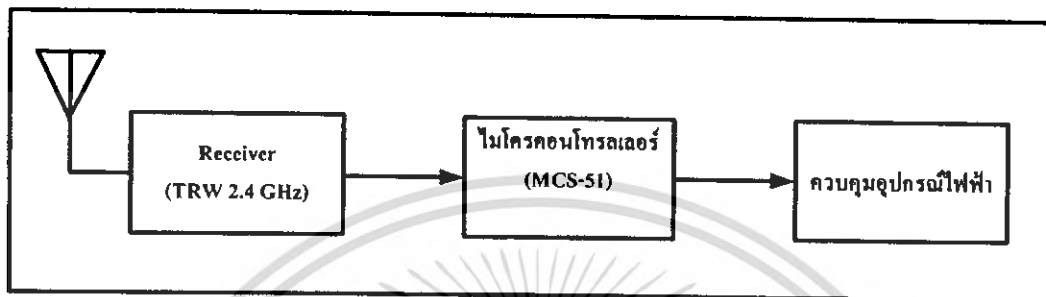 Receiver
(TRW 2.4 GHz)
ไมโครคอนโทรลเลอร์
(MCS-51)
ควบคุมอุปกรณ์ไฟฟ้า